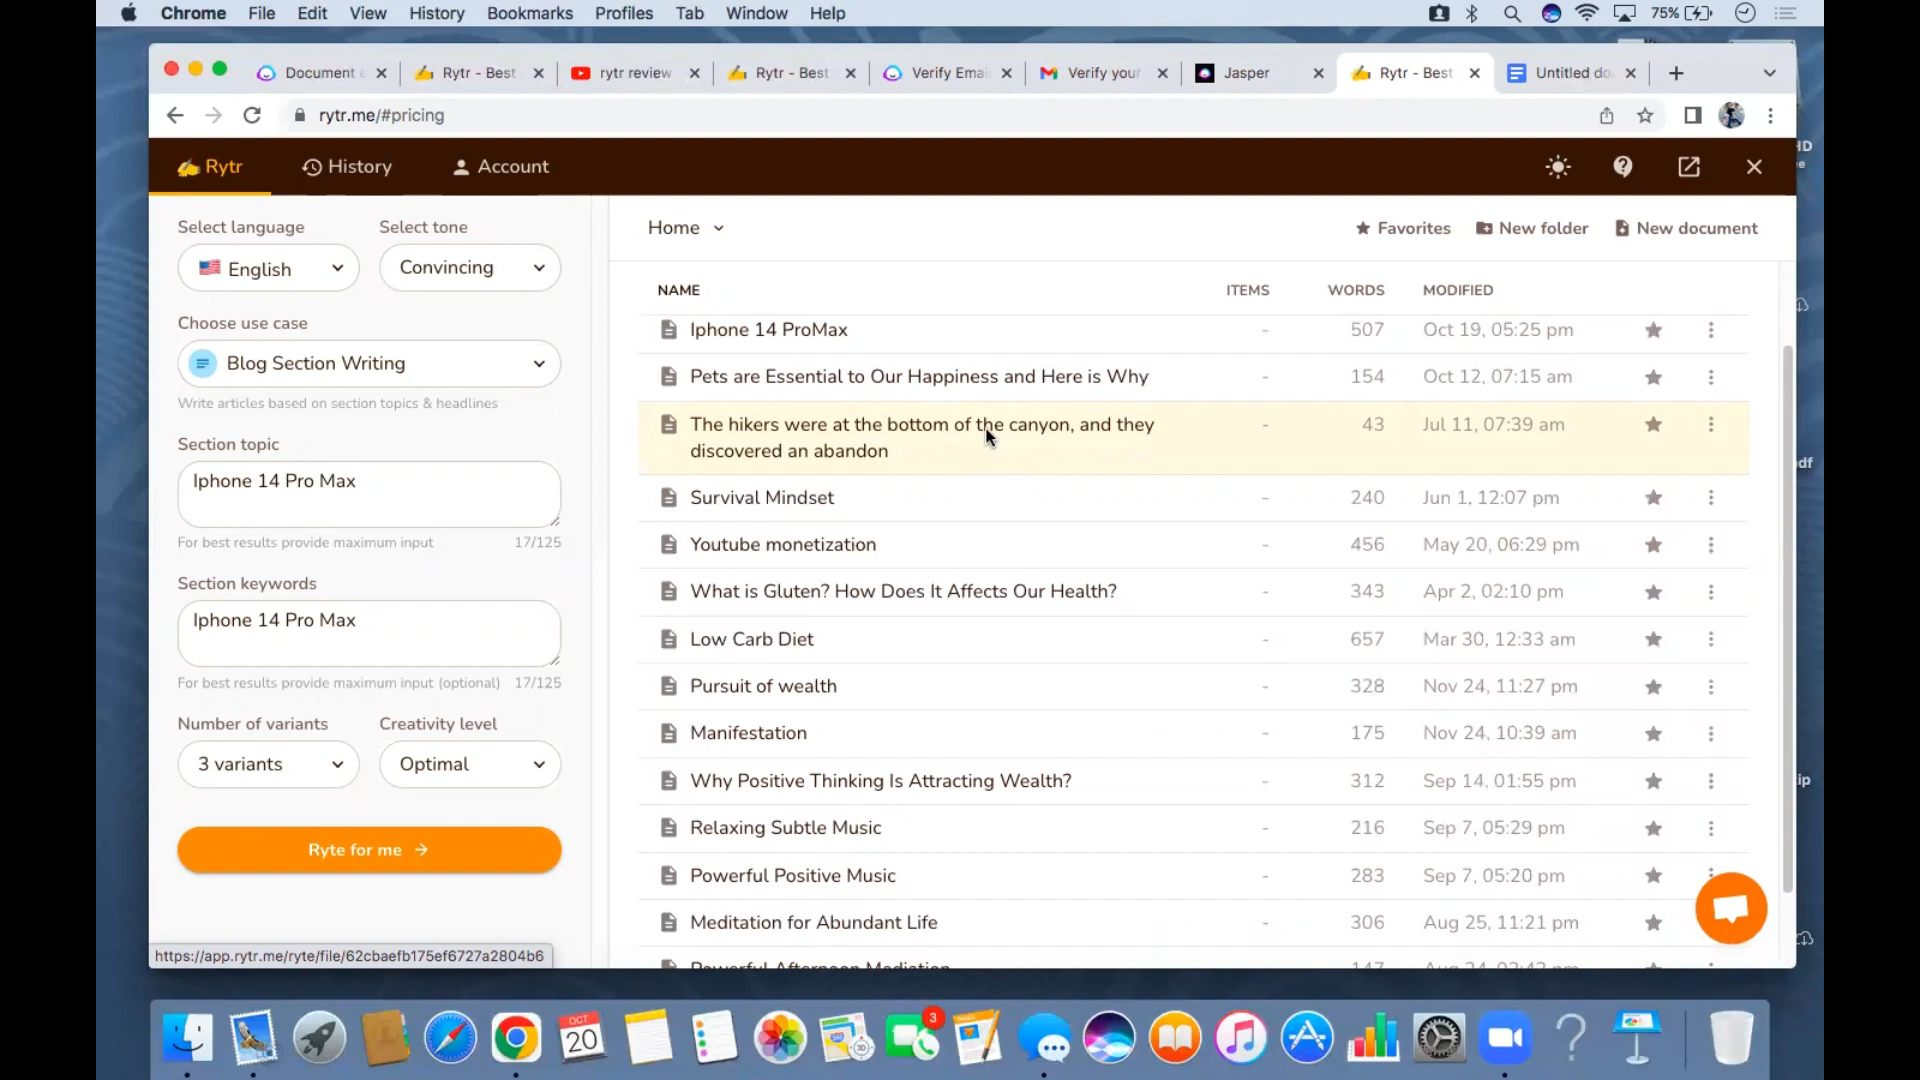 Chrome File Edit View History Bookmarks Profiles Tab Window Help 75%
Document e Rytr - Best rytr review Rytr - Best Verify Emai Verify your Jasper Rytr - Best Untitled do
rytr.me/#pricing
Rytr History Account
Select language Select tone
English Convincing
Choose use case
Blog Section Writing
Write articles based on section topics & headlines
Section topic
Iphone 14 Pro Max
For best results provide maximum input 17/125
Section keywords
Iphone 14 Pro Max
For best results provide maximum input (optional) 17/125
Number of variants Creativity level
3 variants Optimal
Ryte for me →
https://app.rytr.me/ryte/file/62cbaefb175ef6727a2804b6
Home Favorites New folder New document
NAME ITEMS WORDS MODIFIED
Iphone 14 ProMax - 507 Oct 19, 05:25 pm
Pets are Essential to Our Happiness and Here is Why - 154 Oct 12, 07:15 am
The hikers were at the bottom of the canyon, and they - 43 Jul 11, 07:39 am
discovered an abandon
Survival Mindset - 240 Jun 1, 12:07 pm
Youtube monetization - 456 May 20, 06:29 pm
What is Gluten? How Does It Affects Our Health? - 343 Apr 2, 02:10 pm
Low Carb Diet - 657 Mar 30, 12:33 am
Pursuit of wealth - 328 Nov 24, 11:27 pm
Manifestation - 175 Nov 24, 10:39 am
Why Positive Thinking Is Attracting Wealth? - 312 Sep 14, 01:55 pm
Relaxing Subtle Music - 216 Sep 7, 05:29 pm
Powerful Positive Music - 283 Sep 7, 05:20 pm
Meditation for Abundant Life - 306 Aug 25, 11:21 pm
Powerful Afternoon Mediation
HD
OCT
20
3